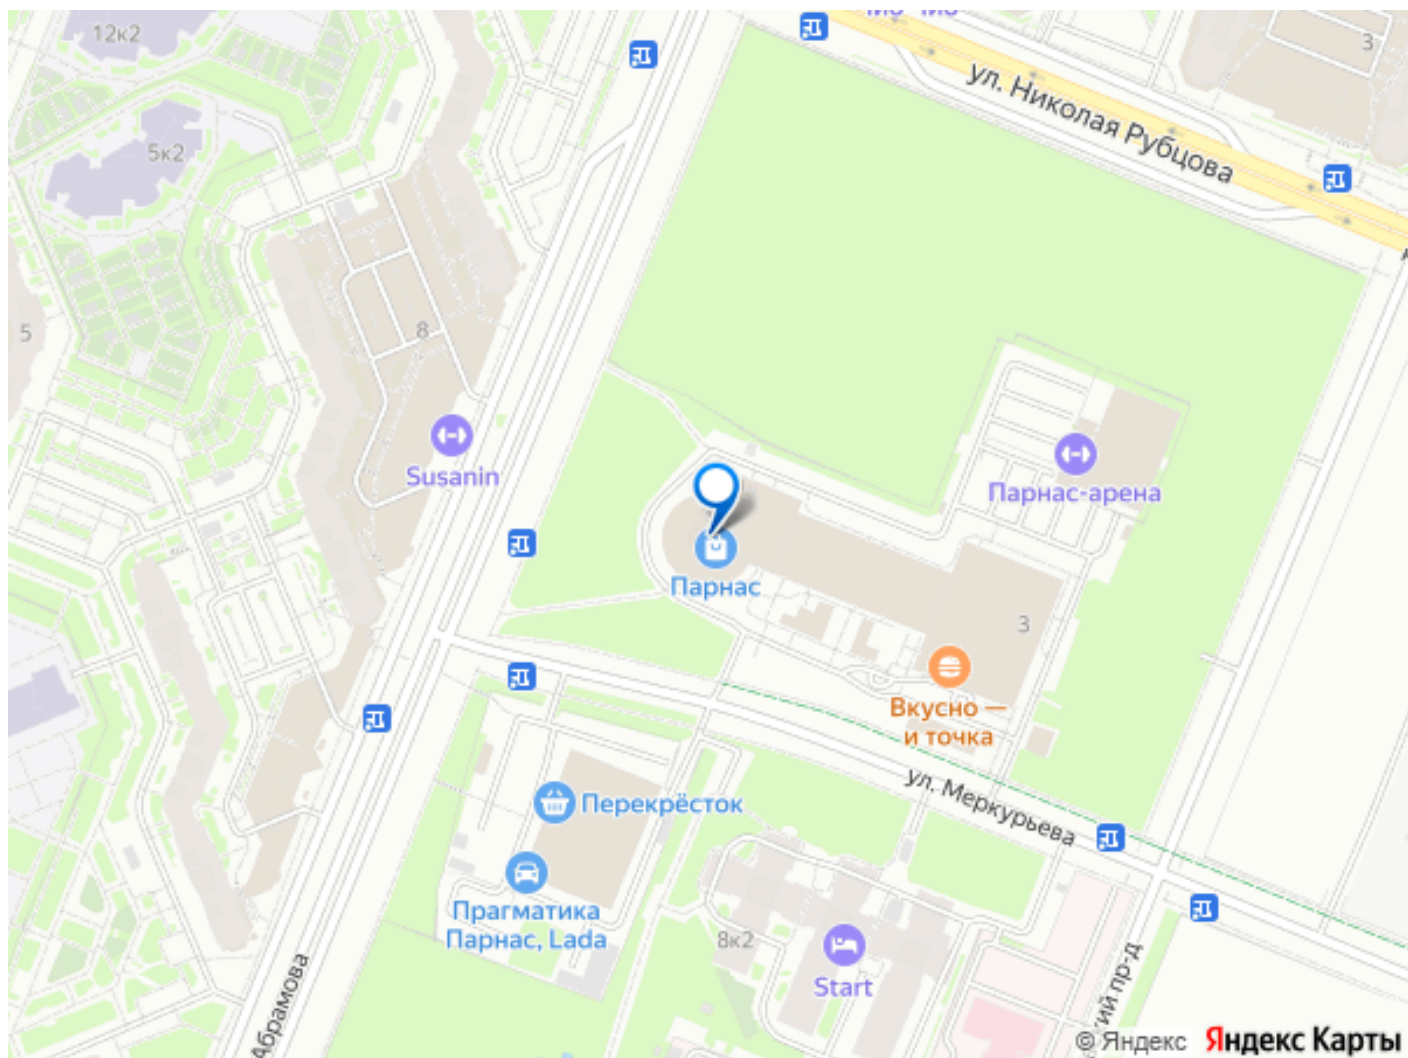 12к2
3
ул. Николая Рубцова
5к2
5
8
Susanin
Парнас-арена
Парнас
3
Вкусно —
и точка
ул. Меркурьева
Перекрёсток
Прагматика
Парнас, Lada
8к2
Start
Абрамова
пр-д
© Яндекс
Яндекс Карты